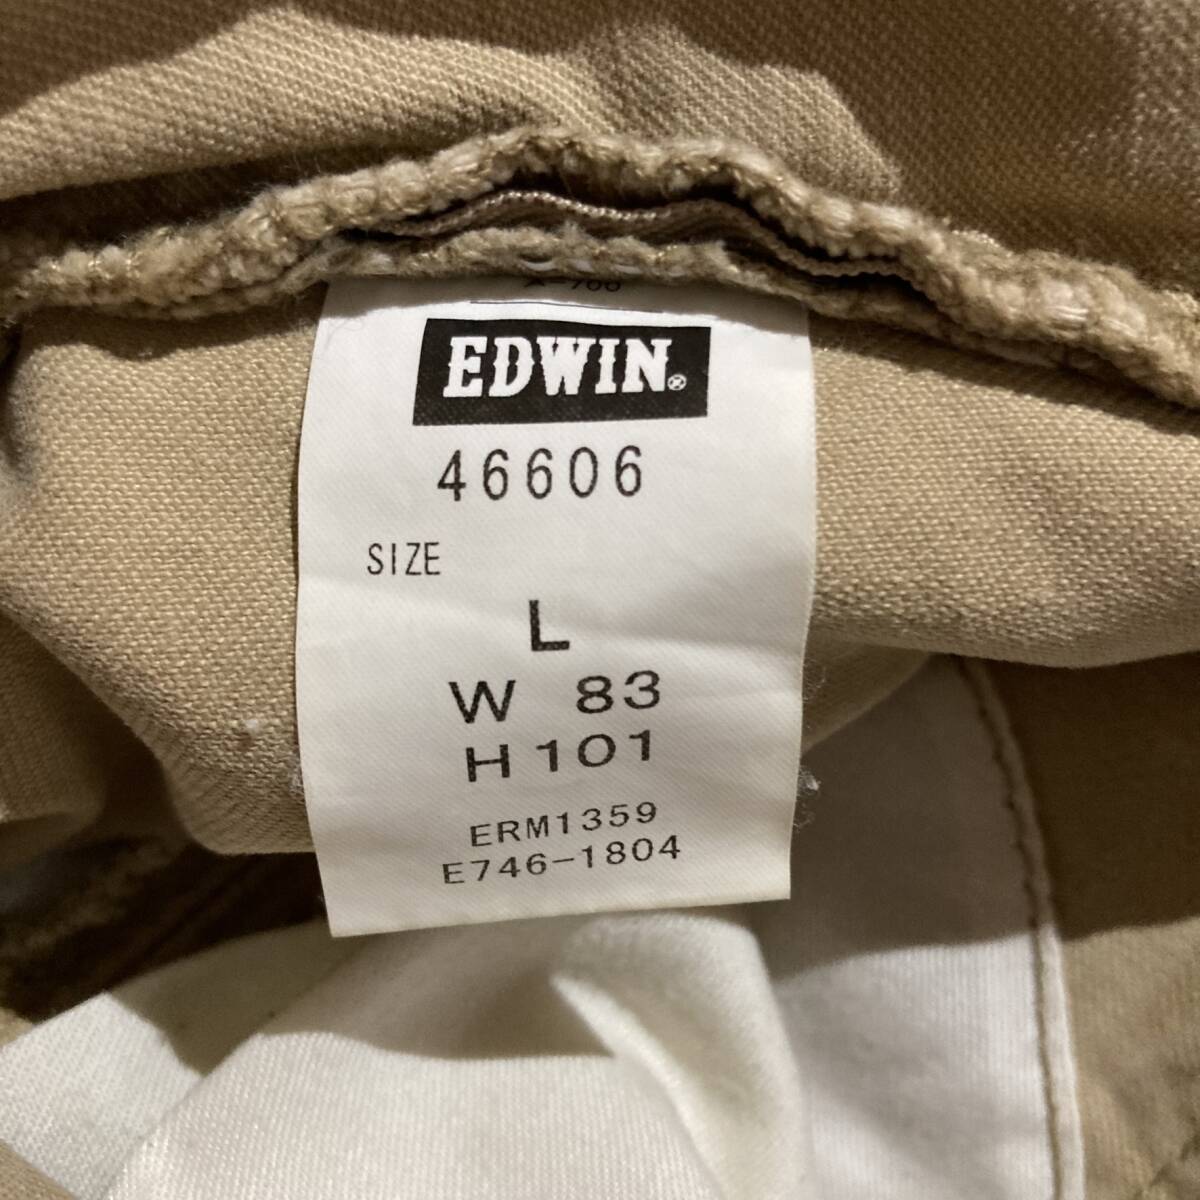 EDWIN®
46606
SIZE
L
W 83
H101
ERM1359
E746-1804